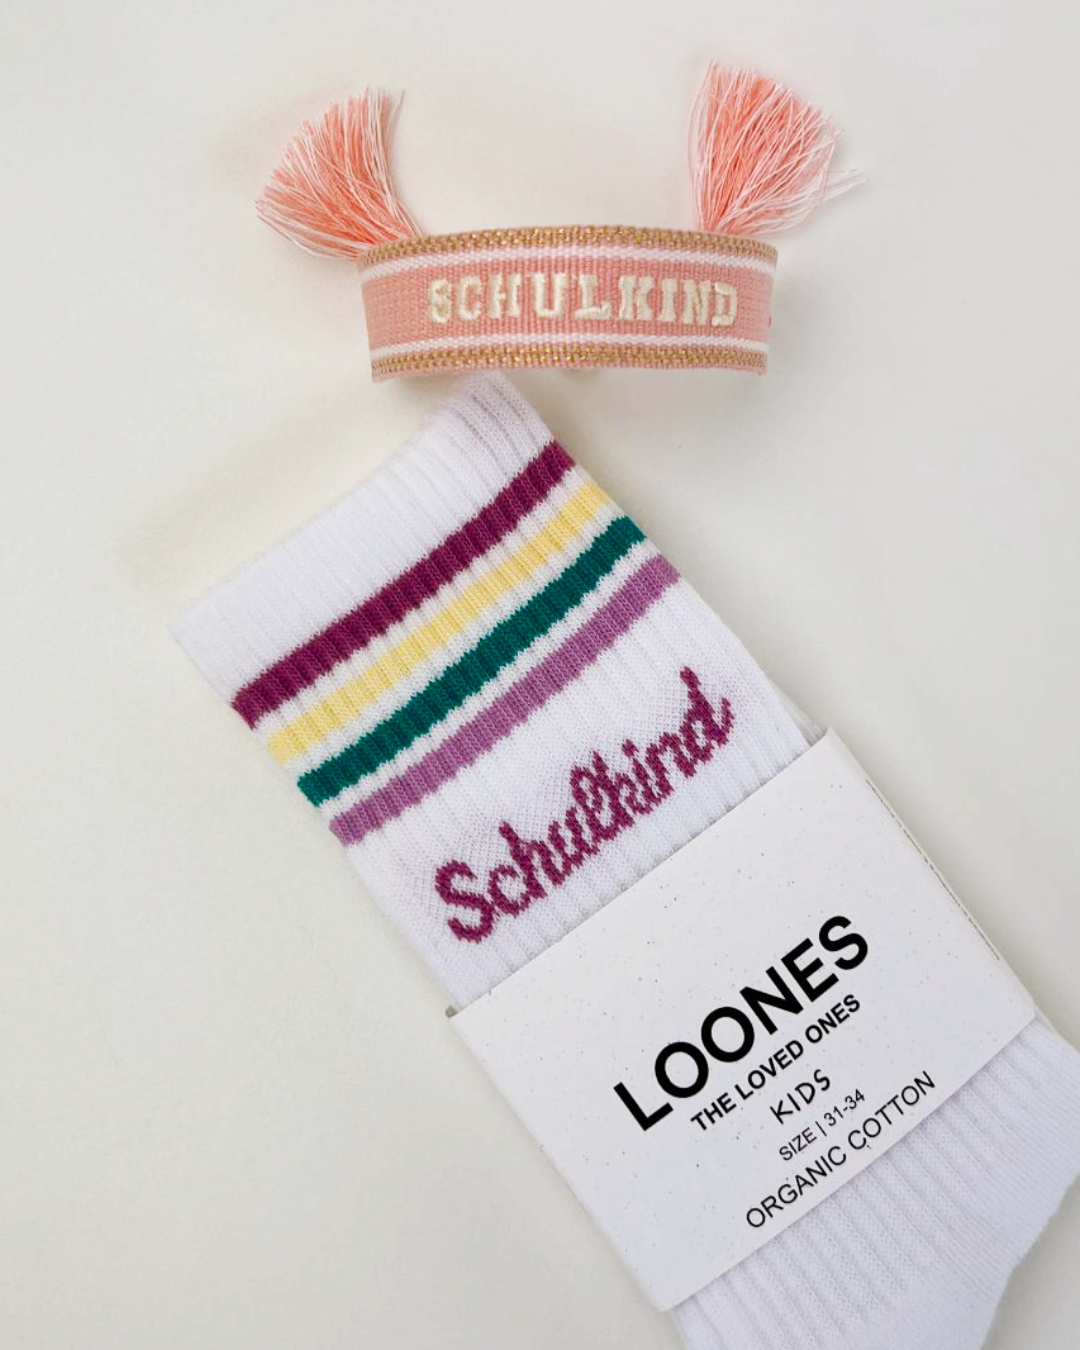 SCHULKIND
Schulkind
LOONES
THE LOVED ONES
KIDS
SIZE | 31-34
ORGANIC COTTON